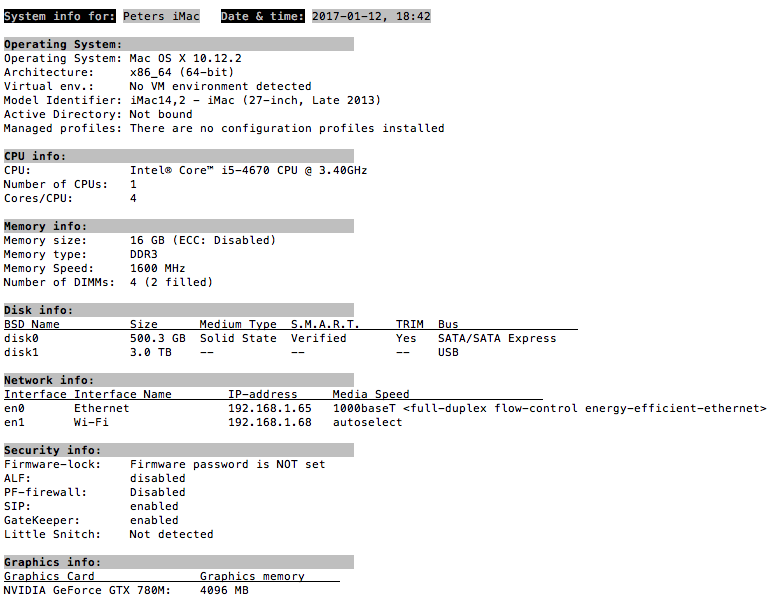 System info for: Peters iMac Date & time: 2017-01-12, 18:42
Operating System:
Operating System: Mac OS X 10.12.2
Architecture: x86_64 (64-bit)
Virtual env.: No VM environment detected
Model Identifier: iMac14,2 - iMac (27-inch, Late 2013)
Active Directory: Not bound
Managed profiles: There are no configuration profiles installed
CPU info:
CPU: Intel® Core™ i5-4670 CPU @ 3.40GHz
Number of CPUs: 1
Cores/CPU: 4
Memory info:
Memory size: 16 GB (ECC: Disabled)
Memory type: DDR3
Memory Speed: 1600 MHz
Number of DIMMs: 4 (2 filled)
Disk info:
BSD Name Size Medium Type S.M.A.R.T. TRIM Bus
disk0 500.3 GB Solid State Verified Yes SATA/SATA Express
disk1 3.0 TB -- -- -- USB
Network info:
Interface Interface Name IP-address Media Speed
en0 Ethernet 192.168.1.65 1000baseT <full-duplex flow-control energy-efficient-ethernet>
en1 Wi-Fi 192.168.1.68 autoselect
Security info:
Firmware-lock: Firmware password is NOT set
ALF: disabled
PF-firewall: Disabled
SIP: enabled
GateKeeper: enabled
Little Snitch: Not detected
Graphics info:
Graphics Card Graphics memory
NVIDIA GeForce GTX 780M: 4096 MB